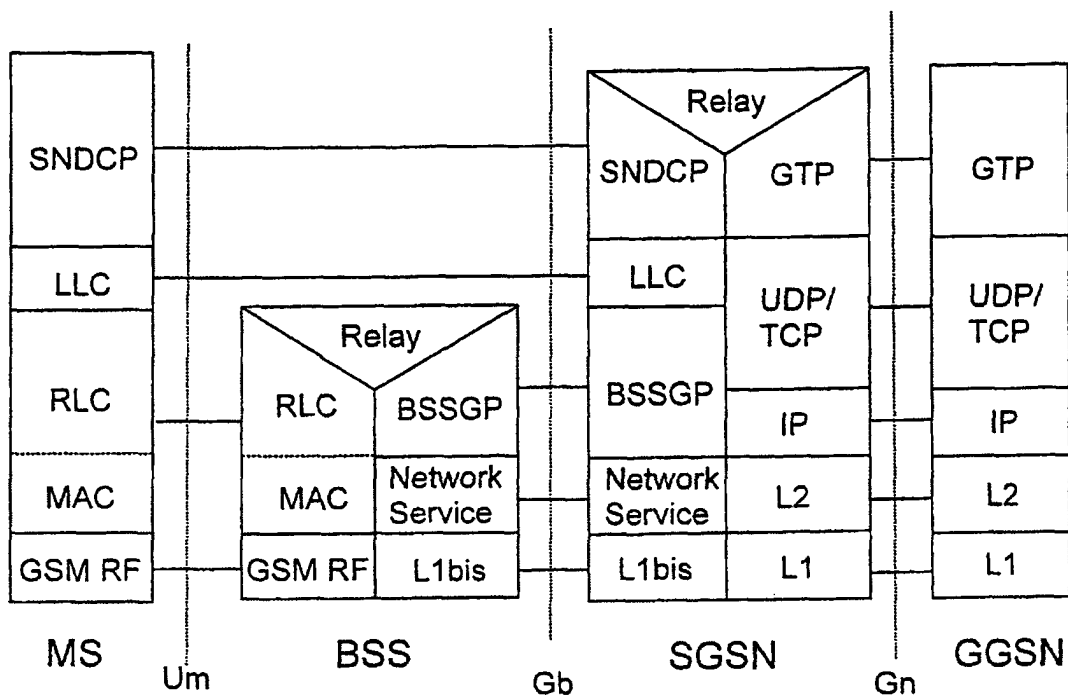 Relay
SNDCP
SNDCP
GTP
GTP
LLC
LLC
UDP/
TCP
UDP/
TCP
Relay
RLC
RLC
BSSGP
BSSGP
IP
IP
MAC
MAC
Network
Service
Network
Service
L2
L2
GSM RF
GSM RF
L1bis
L1bis
L1
L1
MS
BSS
SGSN
GGSN
Um
Gb
Gn